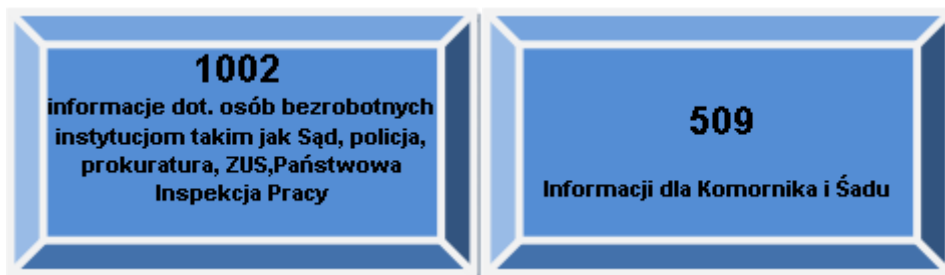 1002
informacje dot. osób bezrobotnych
instytucjom takim jak Sąd, policja,
prokuratura, ZUS,Państwowa
Inspekcja Pracy
509
Informacji dla Komornika i Śadu